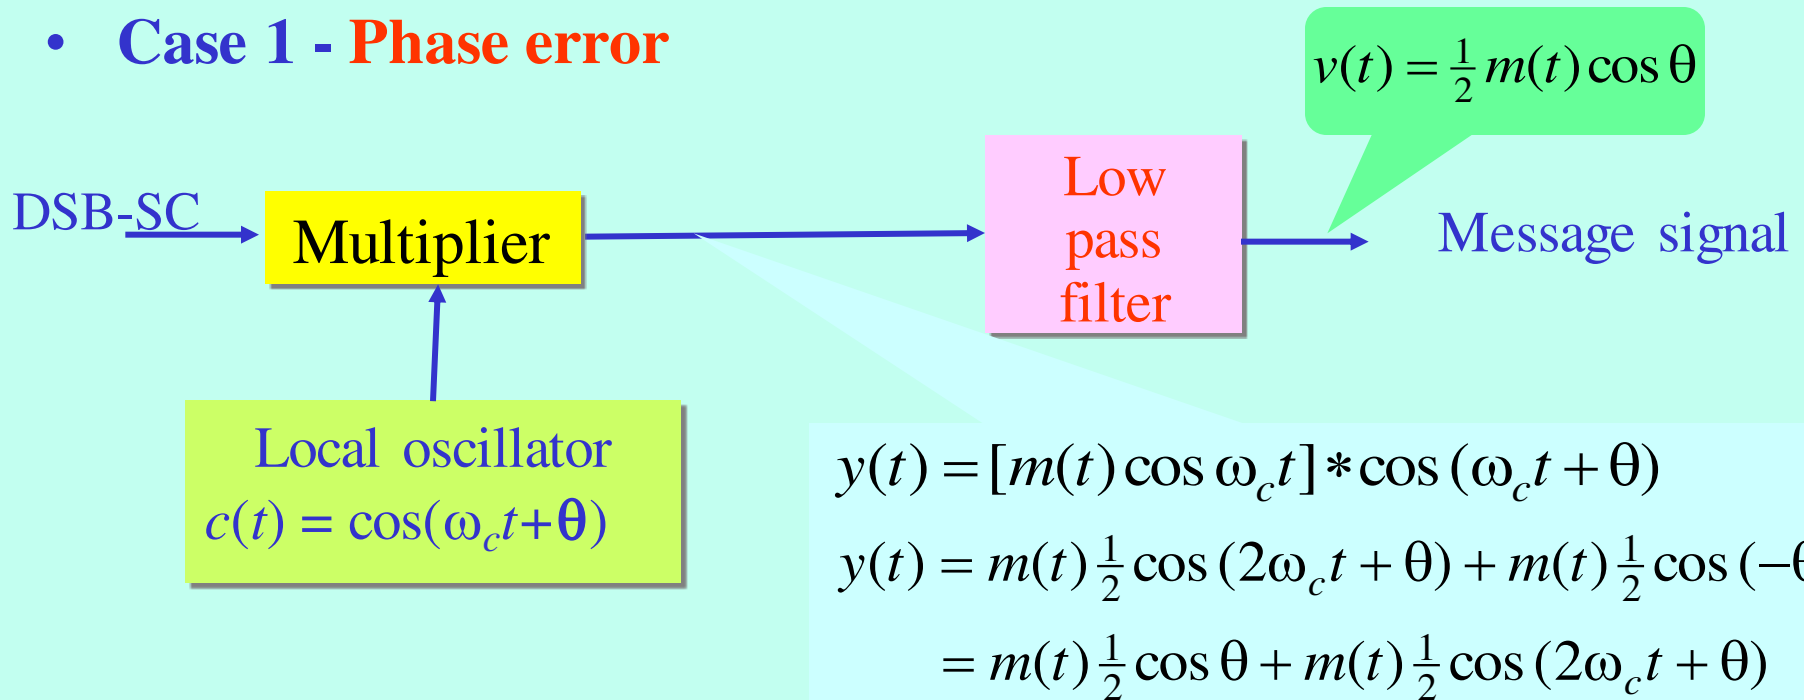 • Case 1 - Phase error
v(t) = ½ m(t) cos θ
DSB-SC
Multiplier
Low
pass
filter
Message signal
Local oscillator
c(t) = cos(ω_c t+θ)
y(t) = [m(t) cos ω_c t] * cos (ω_c t + θ)
y(t) = m(t) ½ cos (2ω_c t + θ) + m(t) ½ cos (−θ
= m(t) ½ cos θ + m(t) ½ cos (2ω_c t + θ)